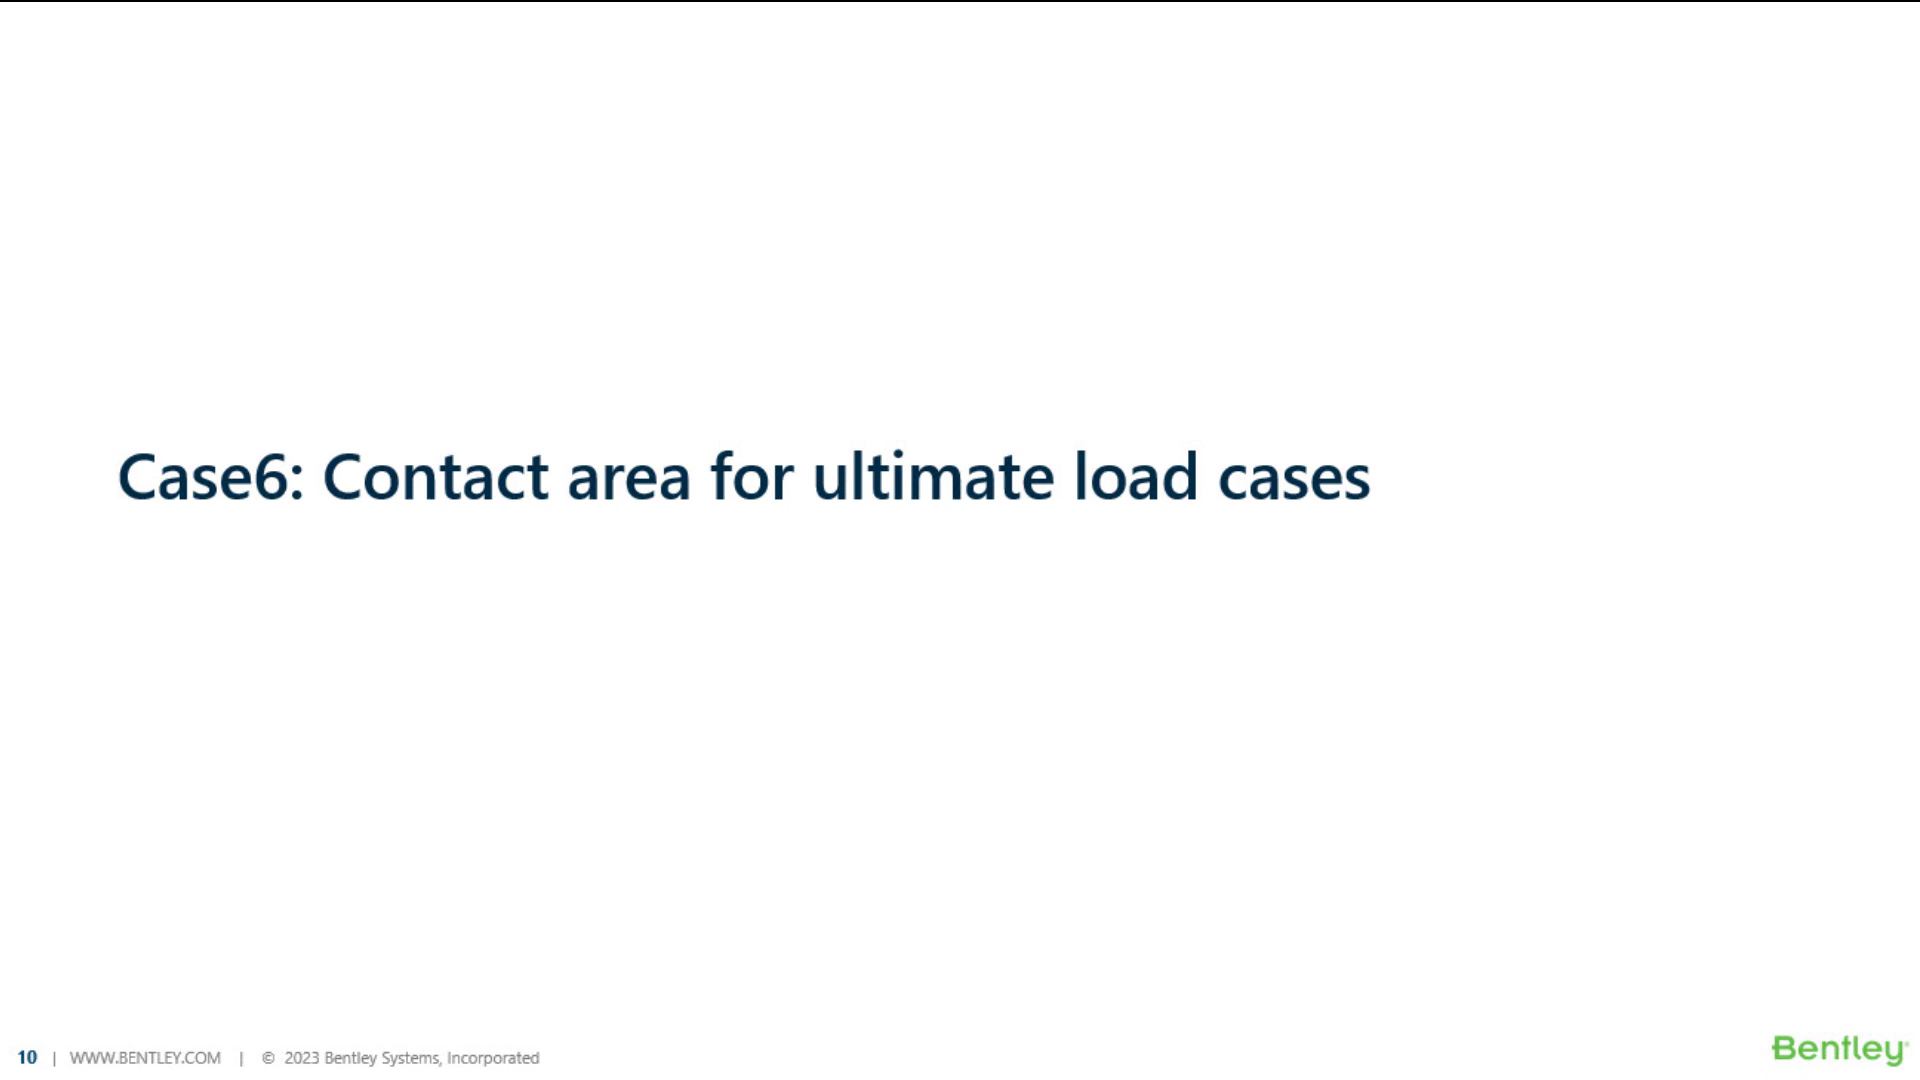 Case6: Contact area for ultimate load cases
10 | WWW.BENTLEY.COM | © 2023 Bentley Systems, Incorporated
Bentley